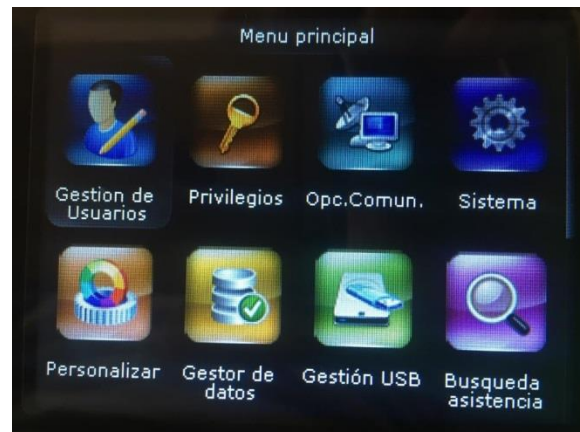 Menu principal
Gestion de
Usuarios
Privilegios
Opc.Comun.
Sistema
Personalizar
Gestor de
datos
Gestión USB
Busqueda
asistencia